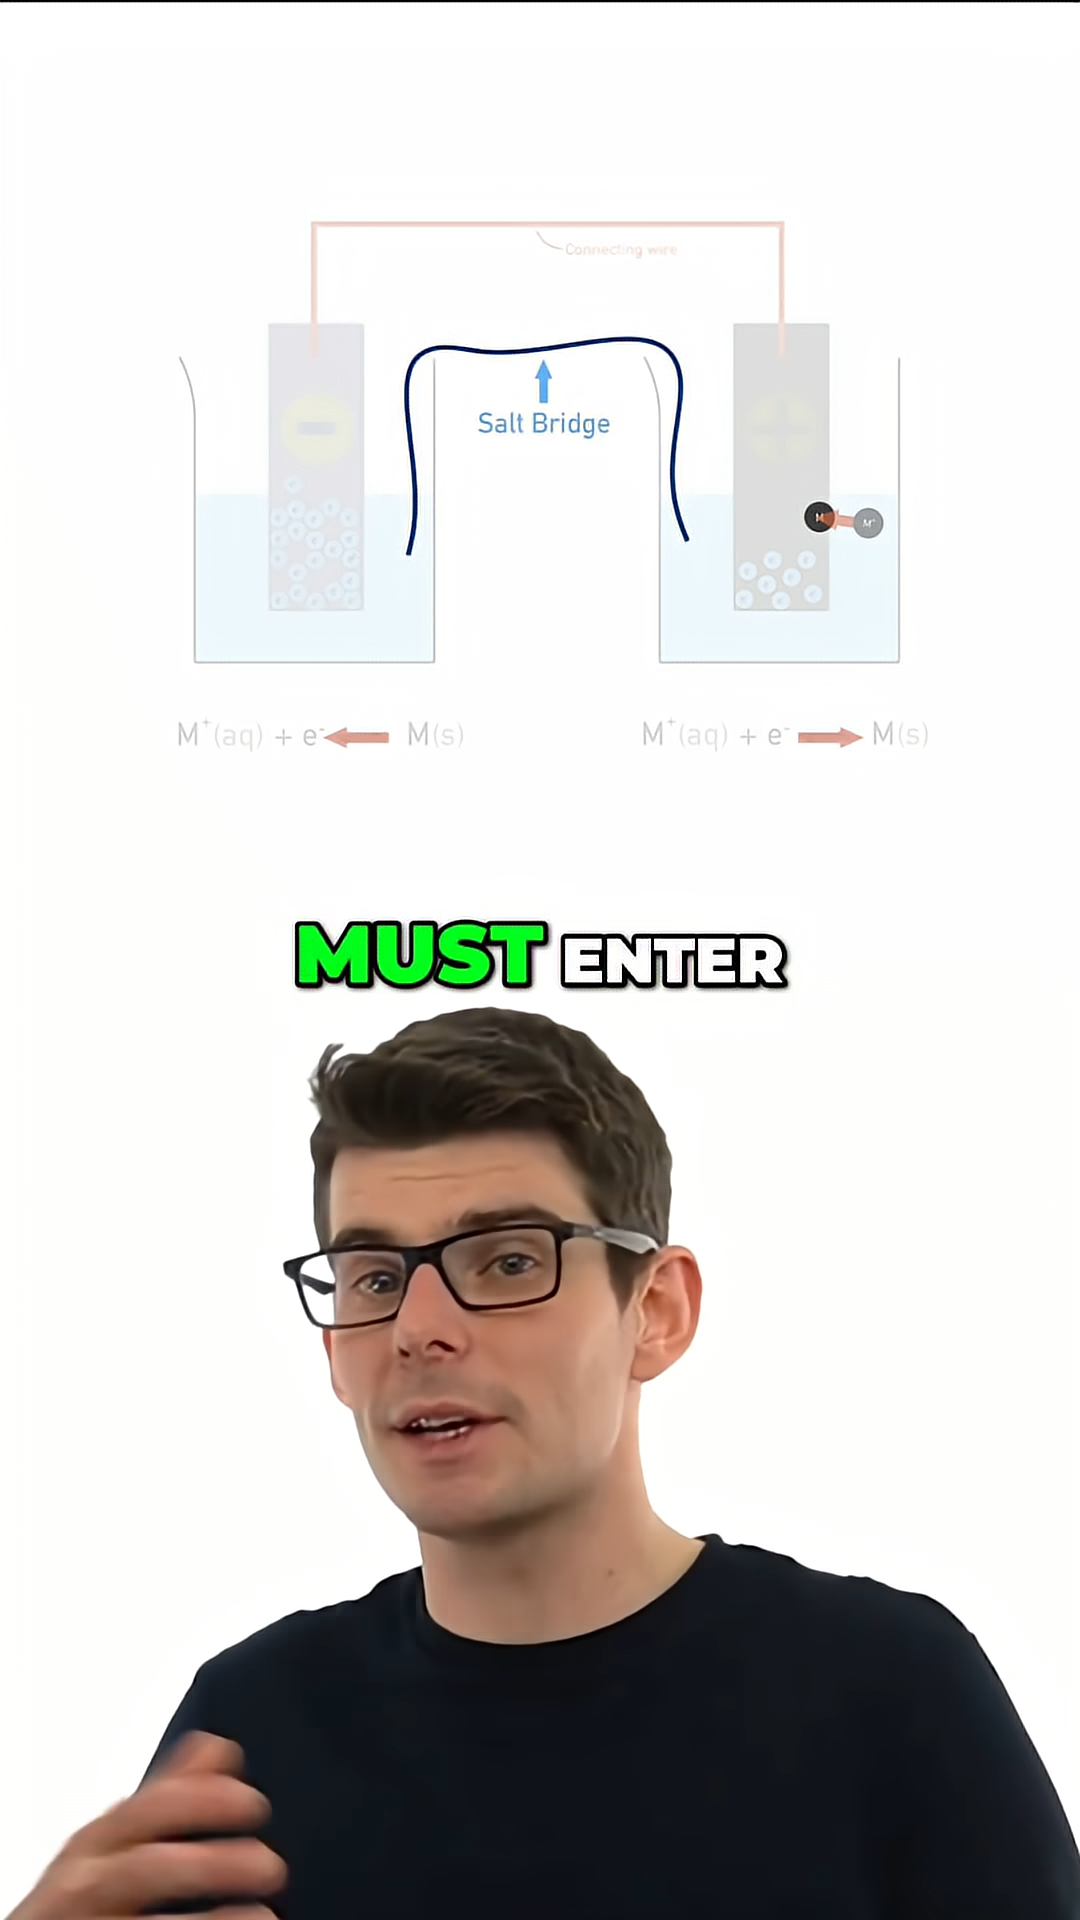 Connecting wire
Salt Bridge
M M⁺
M⁺(aq) + e⁻ M(s)
M⁺(aq) + e⁻ M(s)
MUST ENTER